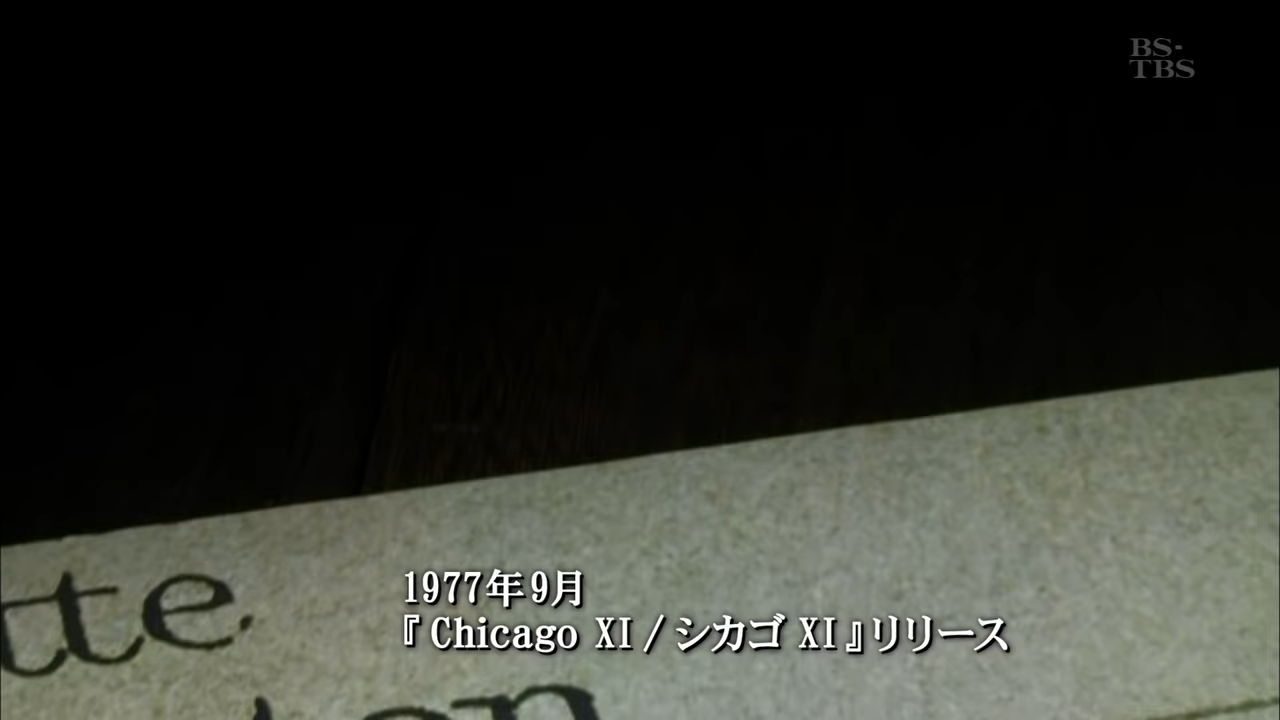 BS-
TBS
1977年9月
『Chicago XI / シカゴ XI』リリース
tte